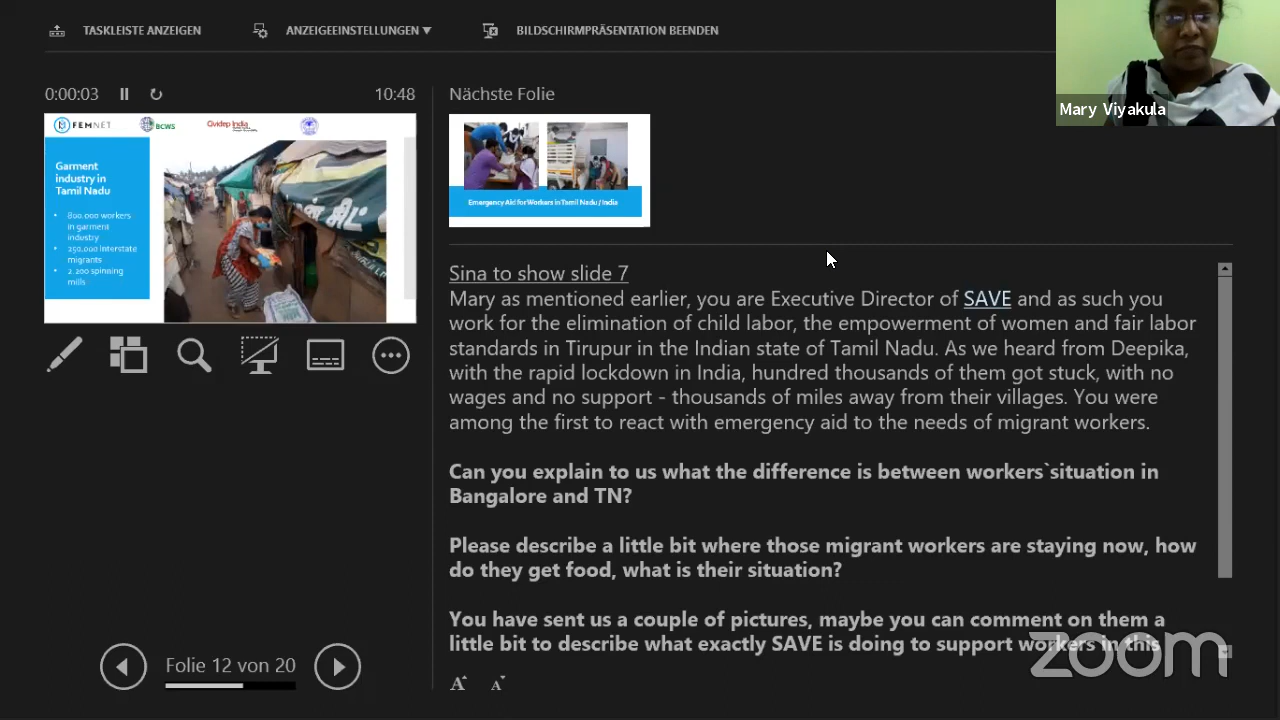 TASKLEISTE ANZEIGEN
ANZEIGEEINSTELLUNGEN
BILDSCHIRMPRÄSENTATION BEENDEN
Mary Viyakula
0:00:03
10:48
FEMNET
BCWS
Cividep India
Garment
industry in
Tamil Nadu
• 800.000 workers
in garment
industry
• 250.000 interstate
migrants
• 2.200 spinning
mills
Nächste Folie
Emergency Aid for Workers in Tamil Nadu / India
Sina to show slide 7
Mary as mentioned earlier, you are Executive Director of SAVE and as such you
work for the elimination of child labor, the empowerment of women and fair labor
standards in Tirupur in the Indian state of Tamil Nadu. As we heard from Deepika,
with the rapid lockdown in India, hundred thousands of them got stuck, with no
wages and no support - thousands of miles away from their villages. You were
among the first to react with emergency aid to the needs of migrant workers.
Can you explain to us what the difference is between workers`situation in
Bangalore and TN?
Please describe a little bit where those migrant workers are staying now, how
do they get food, what is their situation?
You have sent us a couple of pictures, maybe you can comment on them a
little bit to describe what exactly SAVE is doing to support workers in this
Folie 12 von 20
A A
zoom